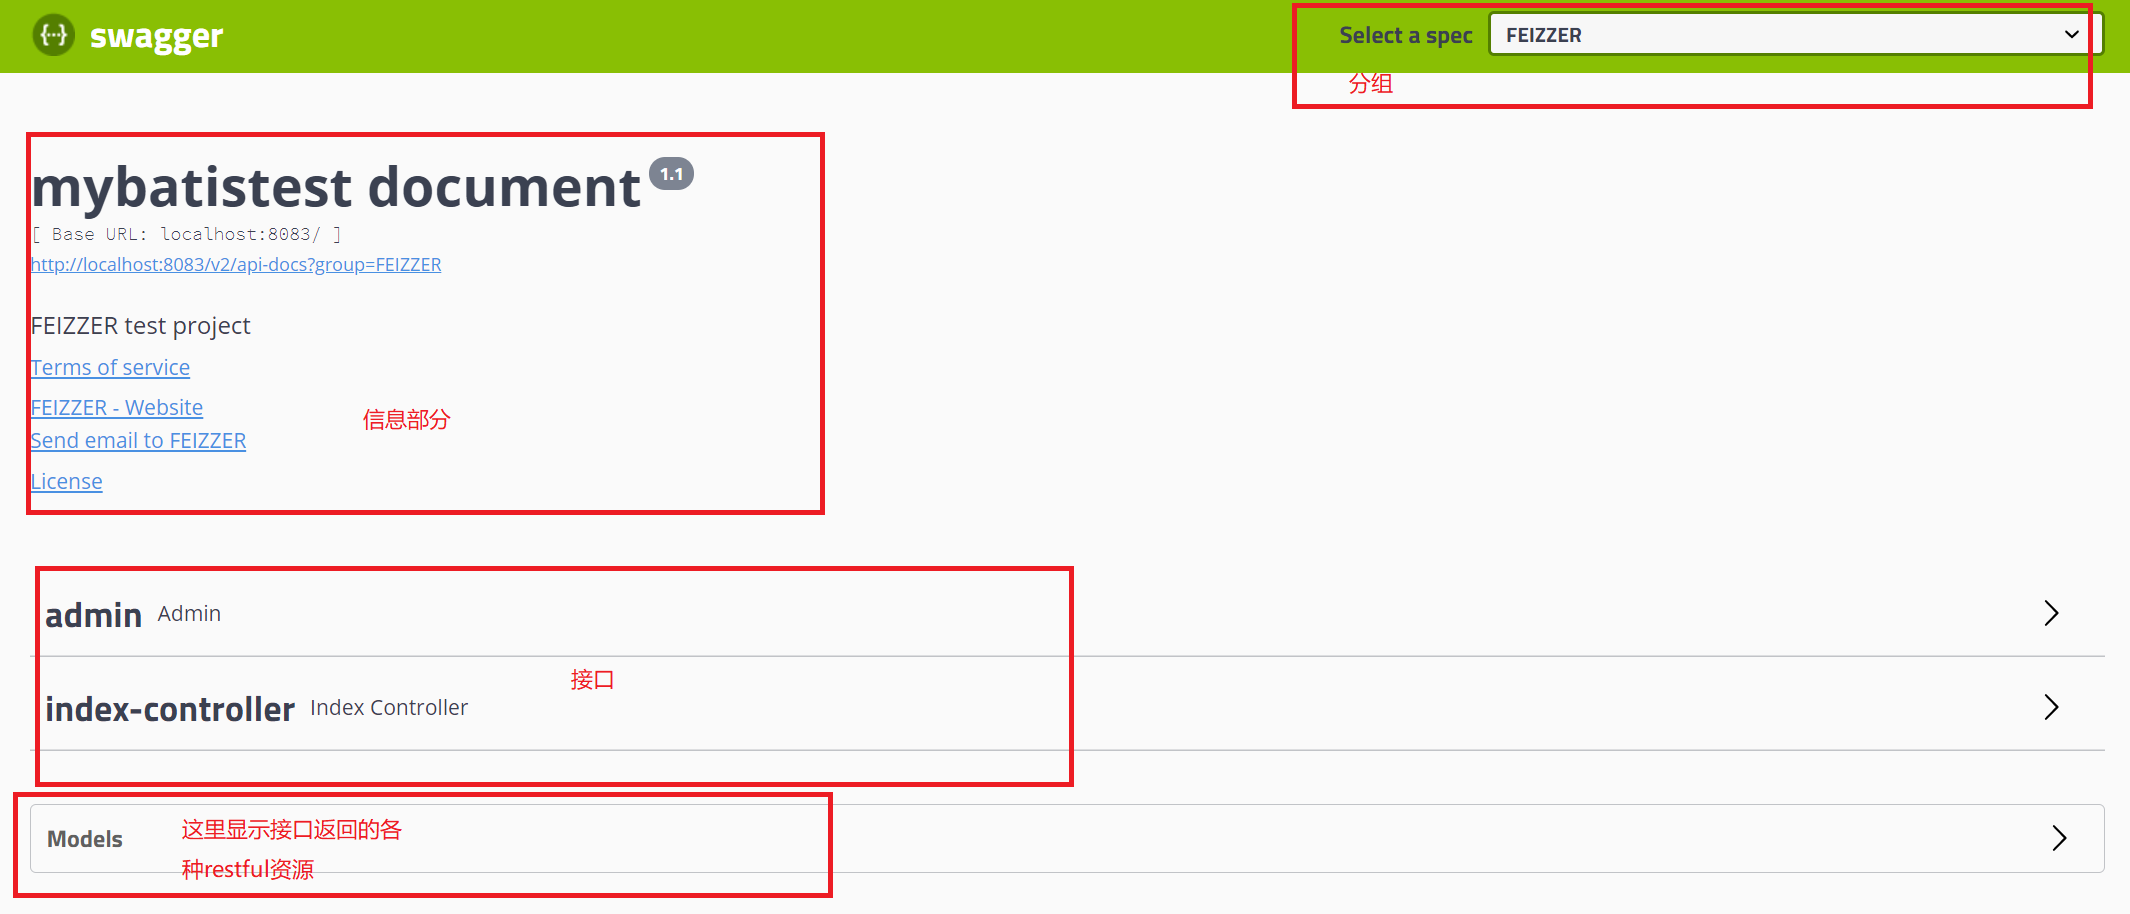 swagger
Select a spec
FEIZZER
分组
mybatistest document 1.1
[ Base URL: localhost:8083/ ]
http://localhost:8083/v2/api-docs?group=FEIZZER
FEIZZER test project
Terms of service
FEIZZER - Website
信息部分
Send email to FEIZZER
License
admin Admin
接口
index-controller Index Controller
Models
这里显示接口返回的各
种restful资源